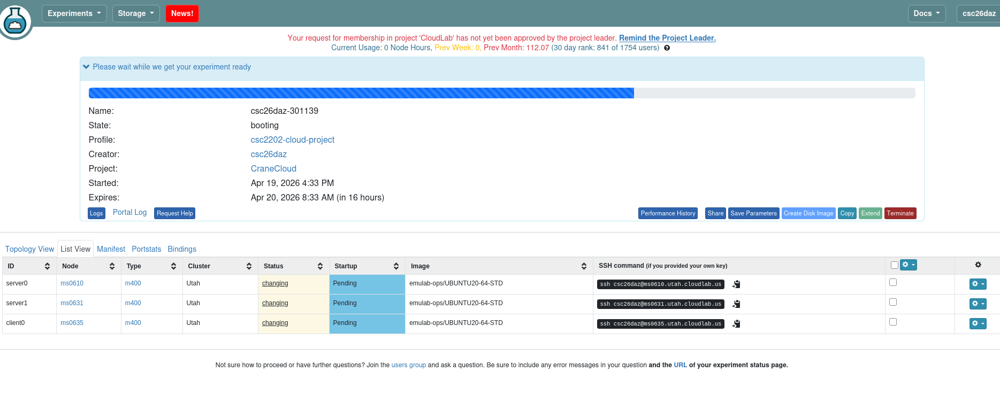 Experiments Storage News! Docs csc26daz
Your request for membership in project 'CloudLab' has not yet been approved by the project leader. Remind the Project Leader.
Current Usage: 0 Node Hours, Prev Week: 0, Prev Month: 112.07 (30 day rank: 841 of 1754 users)
Please wait while we get your experiment ready
Name: csc26daz-301139
State: booting
Profile: csc2202-cloud-project
Creator: csc26daz
Project: CraneCloud
Started: Apr 19, 2026 4:33 PM
Expires: Apr 20, 2026 8:33 AM (in 16 hours)
Logs Portal Log Request Help Performance History Share Save Parameters Create Disk Image Copy Extend Terminate
Topology View List View Manifest Portstats Bindings
ID Node Type Cluster Status Startup Image SSH command (if you provided your own key)
server0 ms0610 m400 Utah changing Pending emulab-ops/UBUNTU20-64-STD ssh csc26daz@ms0610.utah.cloudlab.us
server1 ms0631 m400 Utah changing Pending emulab-ops/UBUNTU20-64-STD ssh csc26daz@ms0631.utah.cloudlab.us
client0 ms0635 m400 Utah changing Pending emulab-ops/UBUNTU20-64-STD ssh csc26daz@ms0635.utah.cloudlab.us
Not sure how to proceed or have further questions? Join the users group and ask a question. Be sure to include any error messages in your question and the URL of your experiment status page.